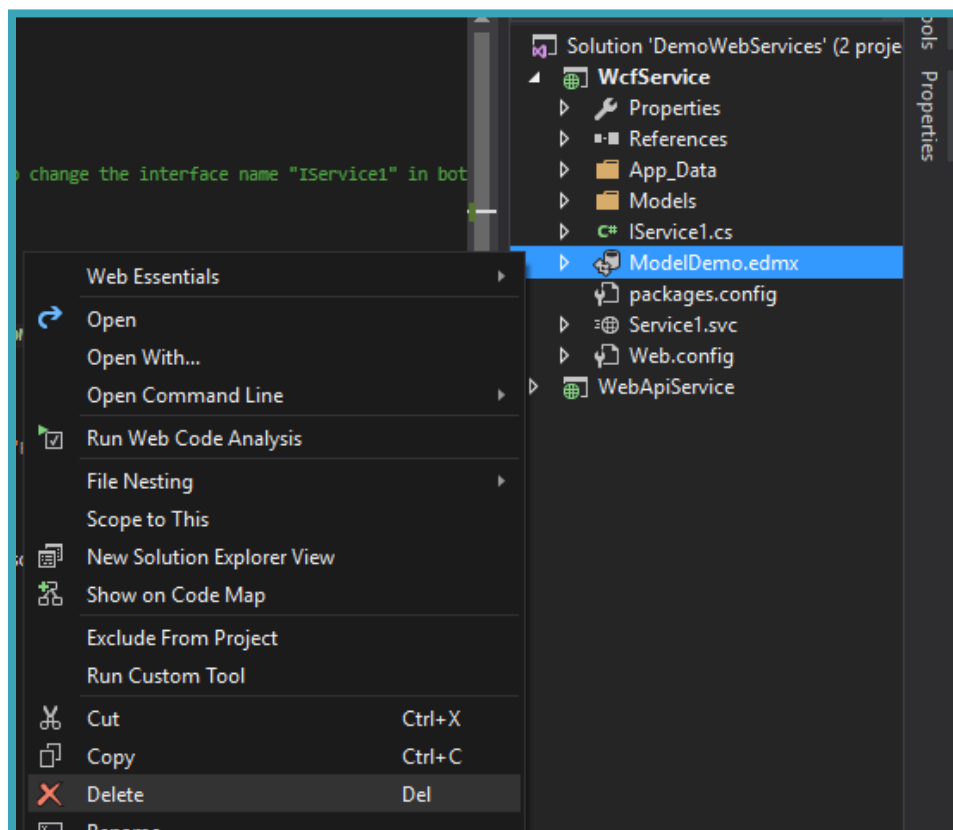 Solution 'DemoWebServices' (2 proje
WcfService
Properties
References
App_Data
Models
C# IService1.cs
ModelDemo.edmx
packages.config
Service1.svc
Web.config
WebApiService
Properties
change the interface name "IService1" in bot
Web Essentials
Open
Open With...
Open Command Line
Run Web Code Analysis
File Nesting
Scope to This
New Solution Explorer View
Show on Code Map
Exclude From Project
Run Custom Tool
Cut Ctrl+X
Copy Ctrl+C
Delete Del